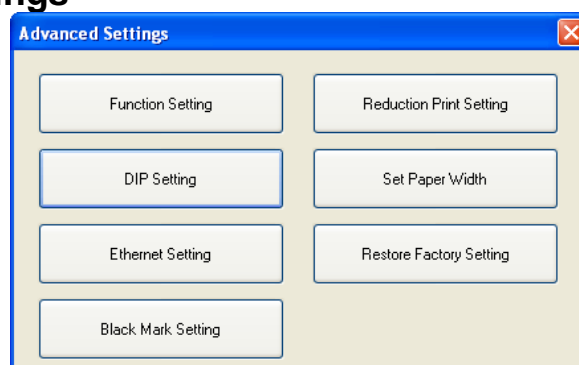 ngs
Advanced Settings
Function Setting
Reduction Print Setting
DIP Setting
Set Paper Width
Ethernet Setting
Restore Factory Setting
Black Mark Setting